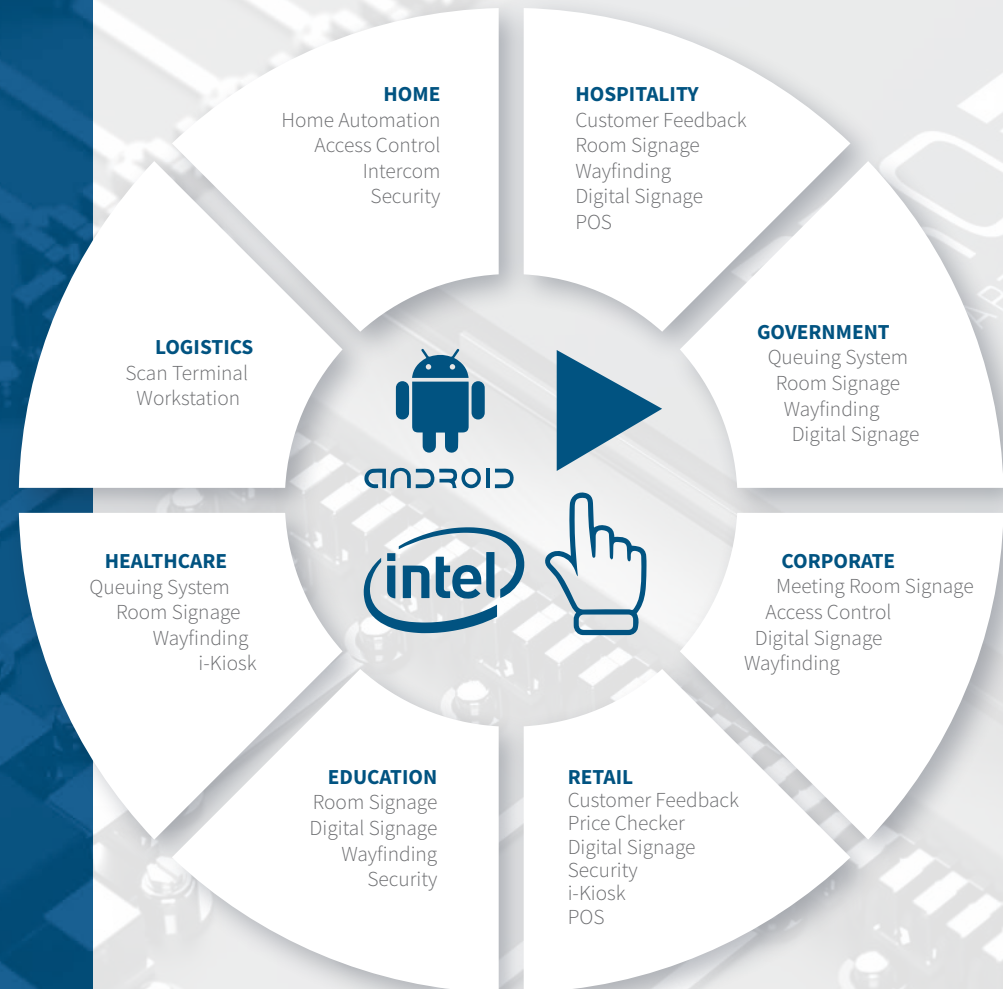 HOME
Home Automation
Access Control
Intercom
Security
HOSPITALITY
Customer Feedback
Room Signage
Wayfinding
Digital Signage
POS
GOVERNMENT
Queuing System
Room Signage
Wayfinding
Digital Signage
CORPORATE
Meeting Room Signage
Access Control
Digital Signage
Wayfinding
RETAIL
Customer Feedback
Price Checker
Digital Signage
Security
i-Kiosk
POS
EDUCATION
Room Signage
Digital Signage
Wayfinding
Security
HEALTHCARE
Queuing System
Room Signage
Wayfinding
i-Kiosk
LOGISTICS
Scan Terminal
Workstation
android
intel